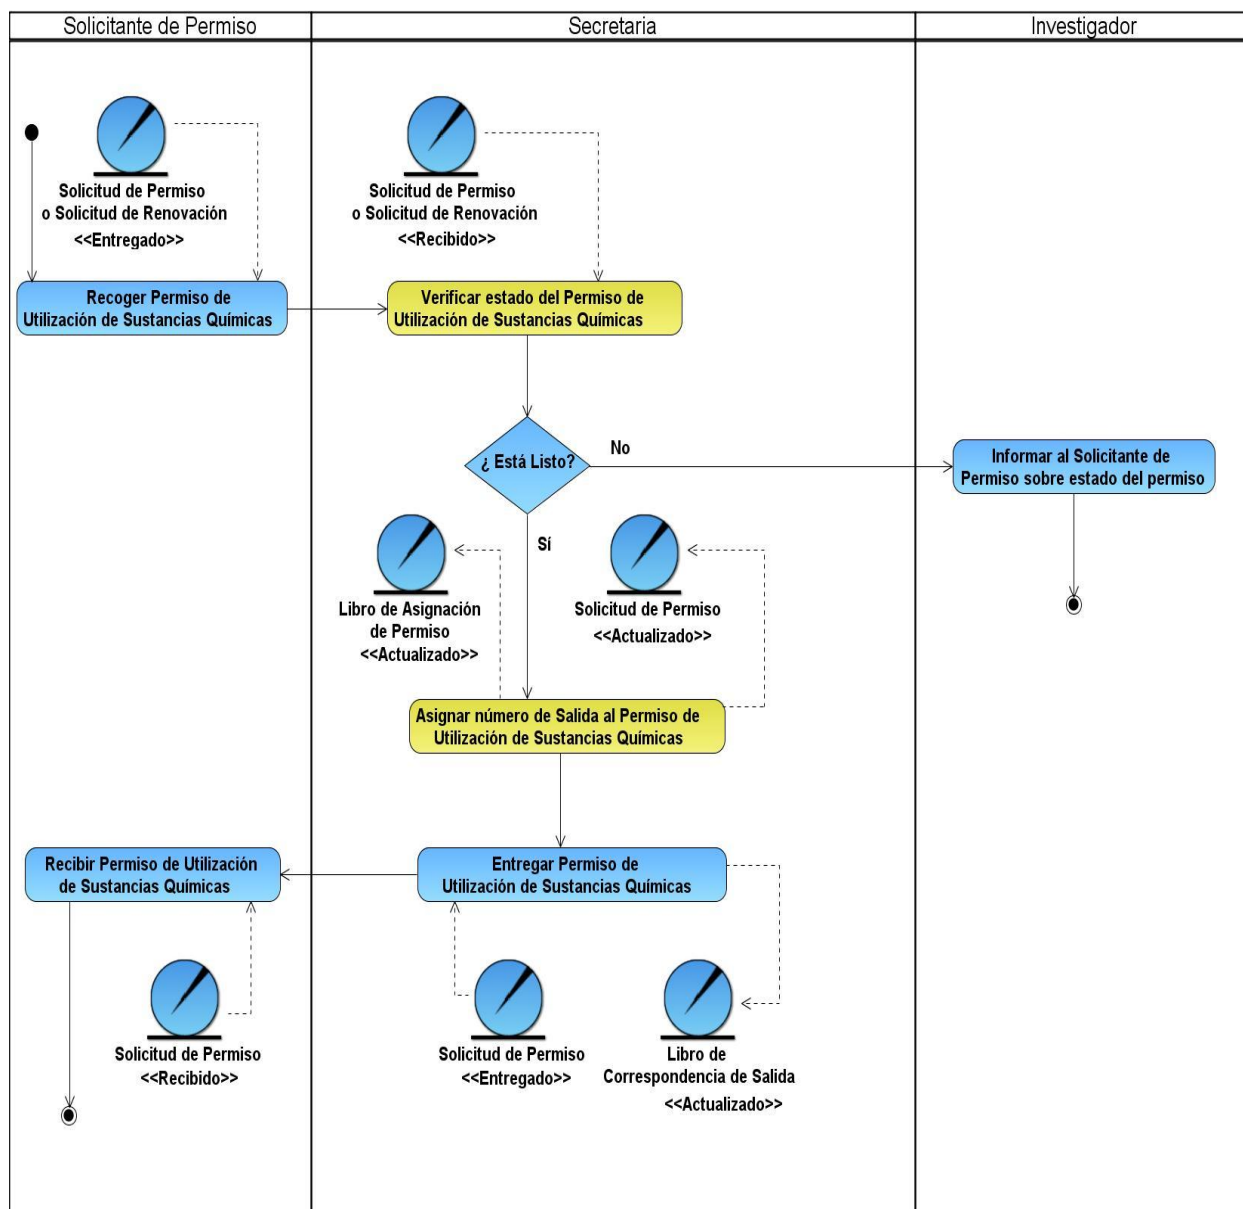 Solicitante de Permiso
Secretaria
Investigador
Solicitud de Permiso
o Solicitud de Renovación
<<Entregado>>
Solicitud de Permiso
o Solicitud de Renovación
<<Recibido>>
Recoger Permiso de
Utilización de Sustancias Químicas
Verificar estado del Permiso de
Utilización de Sustancias Químicas
¿ Está Listo?
No
Informar al Solicitante de
Permiso sobre estado del permiso
Sí
Libro de Asignación
de Permiso
<<Actualizado>>
Solicitud de Permiso
<<Actualizado>>
Asignar número de Salida al Permiso de
Utilización de Sustancias Químicas
Recibir Permiso de Utilización
de Sustancias Químicas
Entregar Permiso de
Utilización de Sustancias Químicas
Solicitud de Permiso
<<Recibido>>
Solicitud de Permiso
<<Entregado>>
Libro de
Correspondencia de Salida
<<Actualizado>>